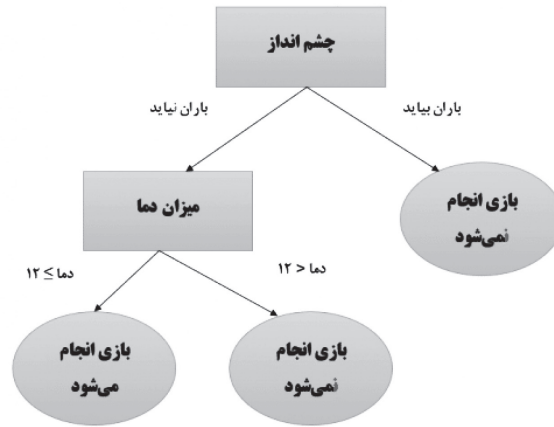 چشم انداز
باران بیاید
باران نیاید
بازی انجام
نمی‌شود
میزان دما
دما < ۱۲
دما ≥ ۱۲
بازی انجام
نمی‌شود
بازی انجام
می‌شود